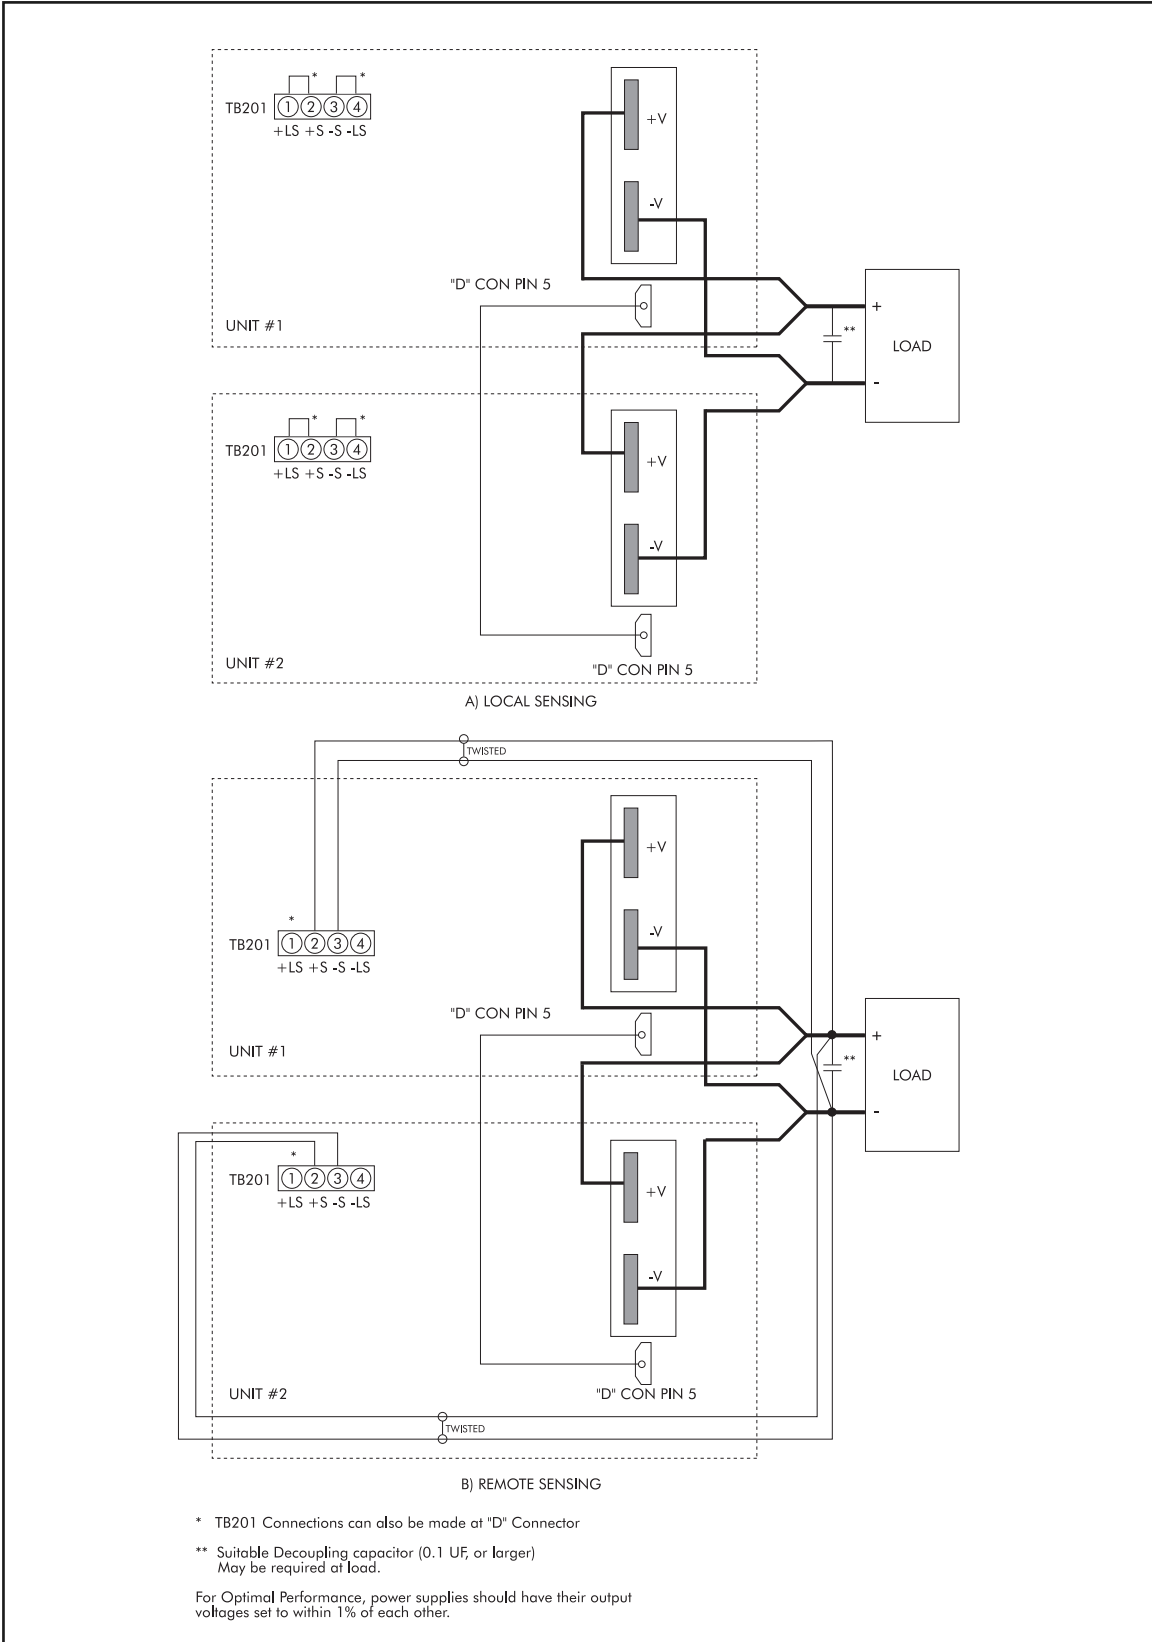 * *
TB201 1 2 3 4
+LS +S -S -LS
+V
-V
"D" CON PIN 5
UNIT #1
+
**
LOAD
-
* *
TB201 1 2 3 4
+LS +S -S -LS
+V
-V
UNIT #2
"D" CON PIN 5
A) LOCAL SENSING
TWISTED
+V
*
TB201 1 2 3 4
+LS +S -S -LS
-V
"D" CON PIN 5
UNIT #1
+
**
LOAD
-
*
TB201 1 2 3 4
+LS +S -S -LS
+V
-V
UNIT #2
"D" CON PIN 5
TWISTED
B) REMOTE SENSING
* TB201 Connections can also be made at "D" Connector
** Suitable Decoupling capacitor (0.1 UF, or larger)
May be required at load.
For Optimal Performance, power supplies should have their output
voltages set to within 1% of each other.